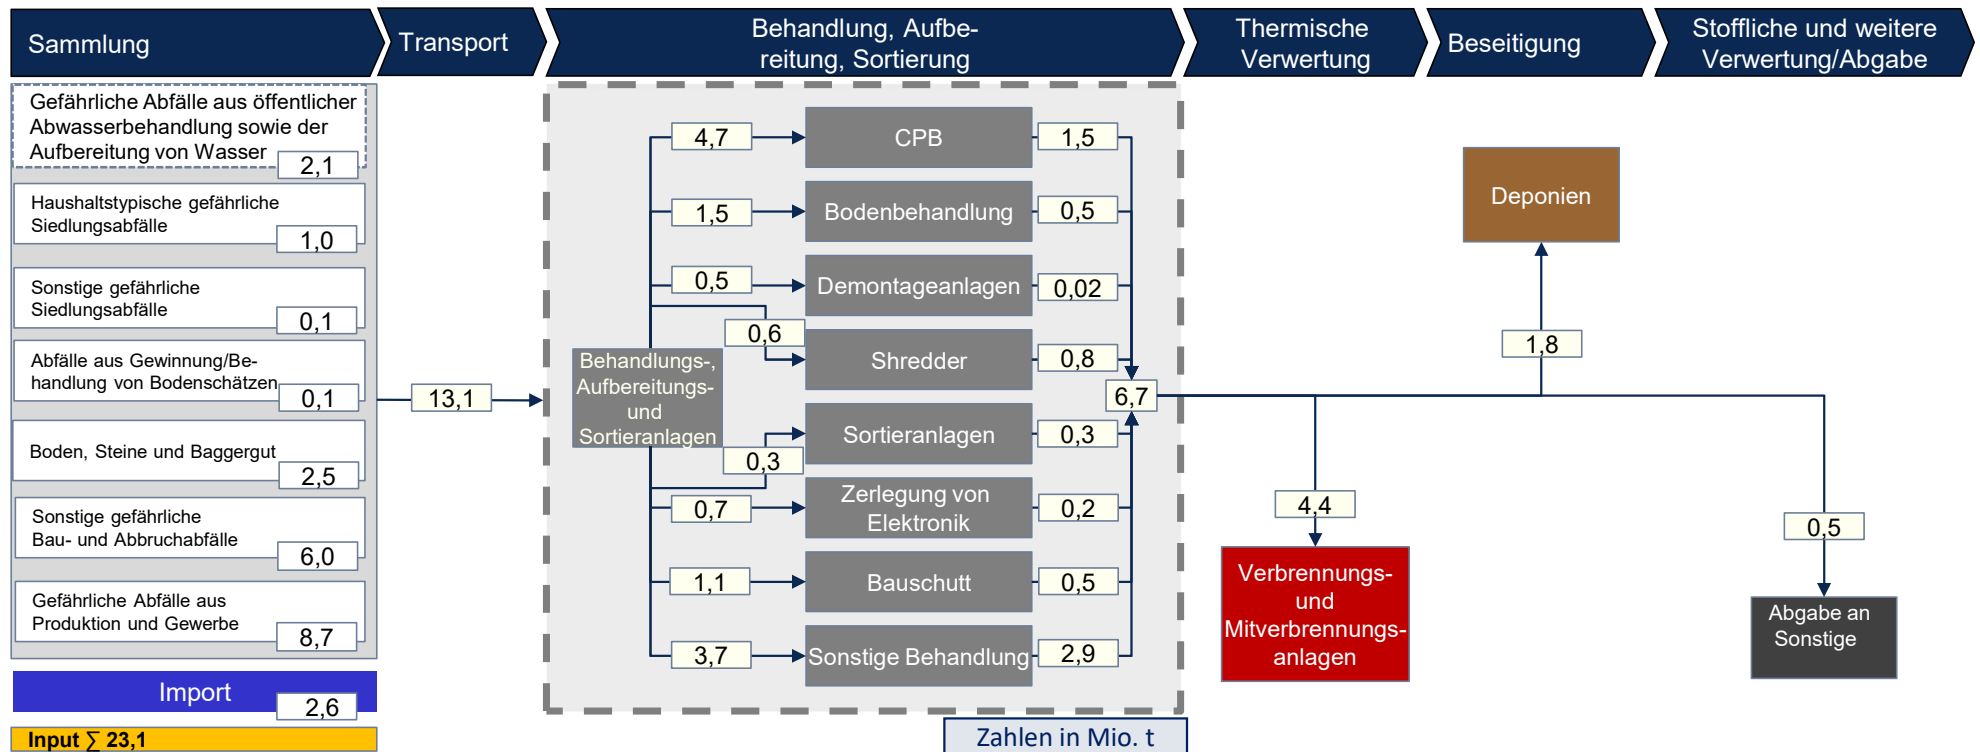 Sammlung
Transport
Behandlung, Aufbe-
reitung, Sortierung
Thermische
Verwertung
Beseitigung
Stoffliche und weitere
Verwertung/Abgabe
Gefährliche Abfälle aus öffentlicher
Abwasserbehandlung sowie der
Aufbereitung von Wasser
2,1
Haushaltstypische gefährliche
Siedlungsabfälle
1,0
Sonstige gefährliche
Siedlungsabfälle
0,1
Abfälle aus Gewinnung/Be-
handlung von Bodenschätzen
0,1
Boden, Steine und Baggergut
2,5
Sonstige gefährliche
Bau- und Abbruchabfälle
6,0
Gefährliche Abfälle aus
Produktion und Gewerbe
8,7
Import
2,6
Input ∑ 23,1
13,1
Behandlungs-,
Aufbereitungs-
und
Sortieranlagen
4,7
CPB
1,5
1,5
Bodenbehandlung
0,5
0,5
Demontageanlagen
0,02
0,6
Shredder
0,8
0,3
Sortieranlagen
0,3
0,7
Zerlegung von
Elektronik
0,2
1,1
Bauschutt
0,5
3,7
Sonstige Behandlung
2,9
6,7
Zahlen in Mio. t
4,4
Verbrennungs-
und
Mitverbrennungs-
anlagen
Deponien
1,8
0,5
Abgabe an
Sonstige